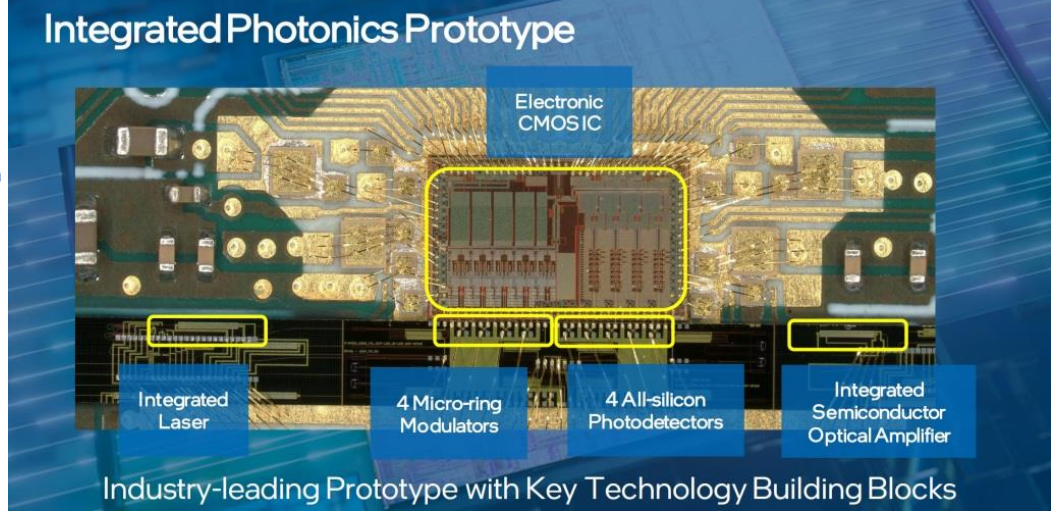 Integrated Photonics Prototype
Electronic
CMOS IC
Integrated
Laser
4 Micro-ring
Modulators
4 All-silicon
Photodetectors
Integrated
Semiconductor
Optical Amplifier
Industry-leading Prototype with Key Technology Building Blocks